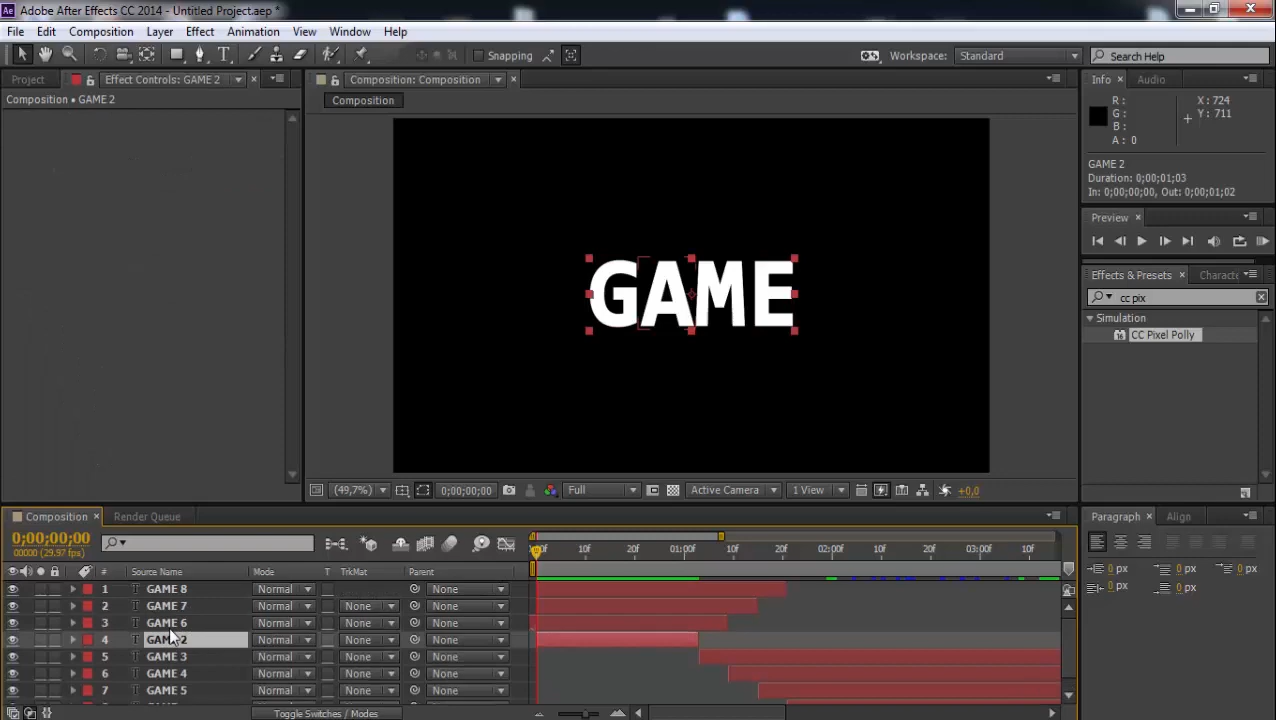 Ae Adobe After Effects CC 2014 - Untitled Project.aep *
File Edit Composition Layer Effect Animation View Window Help
Snapping Workspace: Standard Search Help
Project Effect Controls: GAME 2 Composition: Composition Info Audio
Composition • GAME 2 Composition
R: X: 724
G: Y: 711
B:
A: 0
GAME 2
Duration: 0;00;01;03
In: 0;00;00;00, Out: 0;00;01;02
Preview
Effects & Presets Characte
cc pix
Simulation
CC Pixel Polly
GAME
(49,7%) 0;00;00;00 Full Active Camera 1 View +0,0
Composition Render Queue Paragraph Align
0;00;00;00
00000 (29.97 fps)
10f 20f 01:00f 10f 20f 02:00f 10f 20f 03:00f 10f
# Source Name Mode T TrkMat Parent
0 px 0 px 0 px
0 px 0 px
1 T GAME 8 Normal None
2 T GAME 7 Normal None None
3 T GAME 6 Normal None None
4 T GAME 2 Normal None None
5 T GAME 3 Normal None None
6 T GAME 4 Normal None None
7 T GAME 5 Normal None None
Toggle Switches / Modes